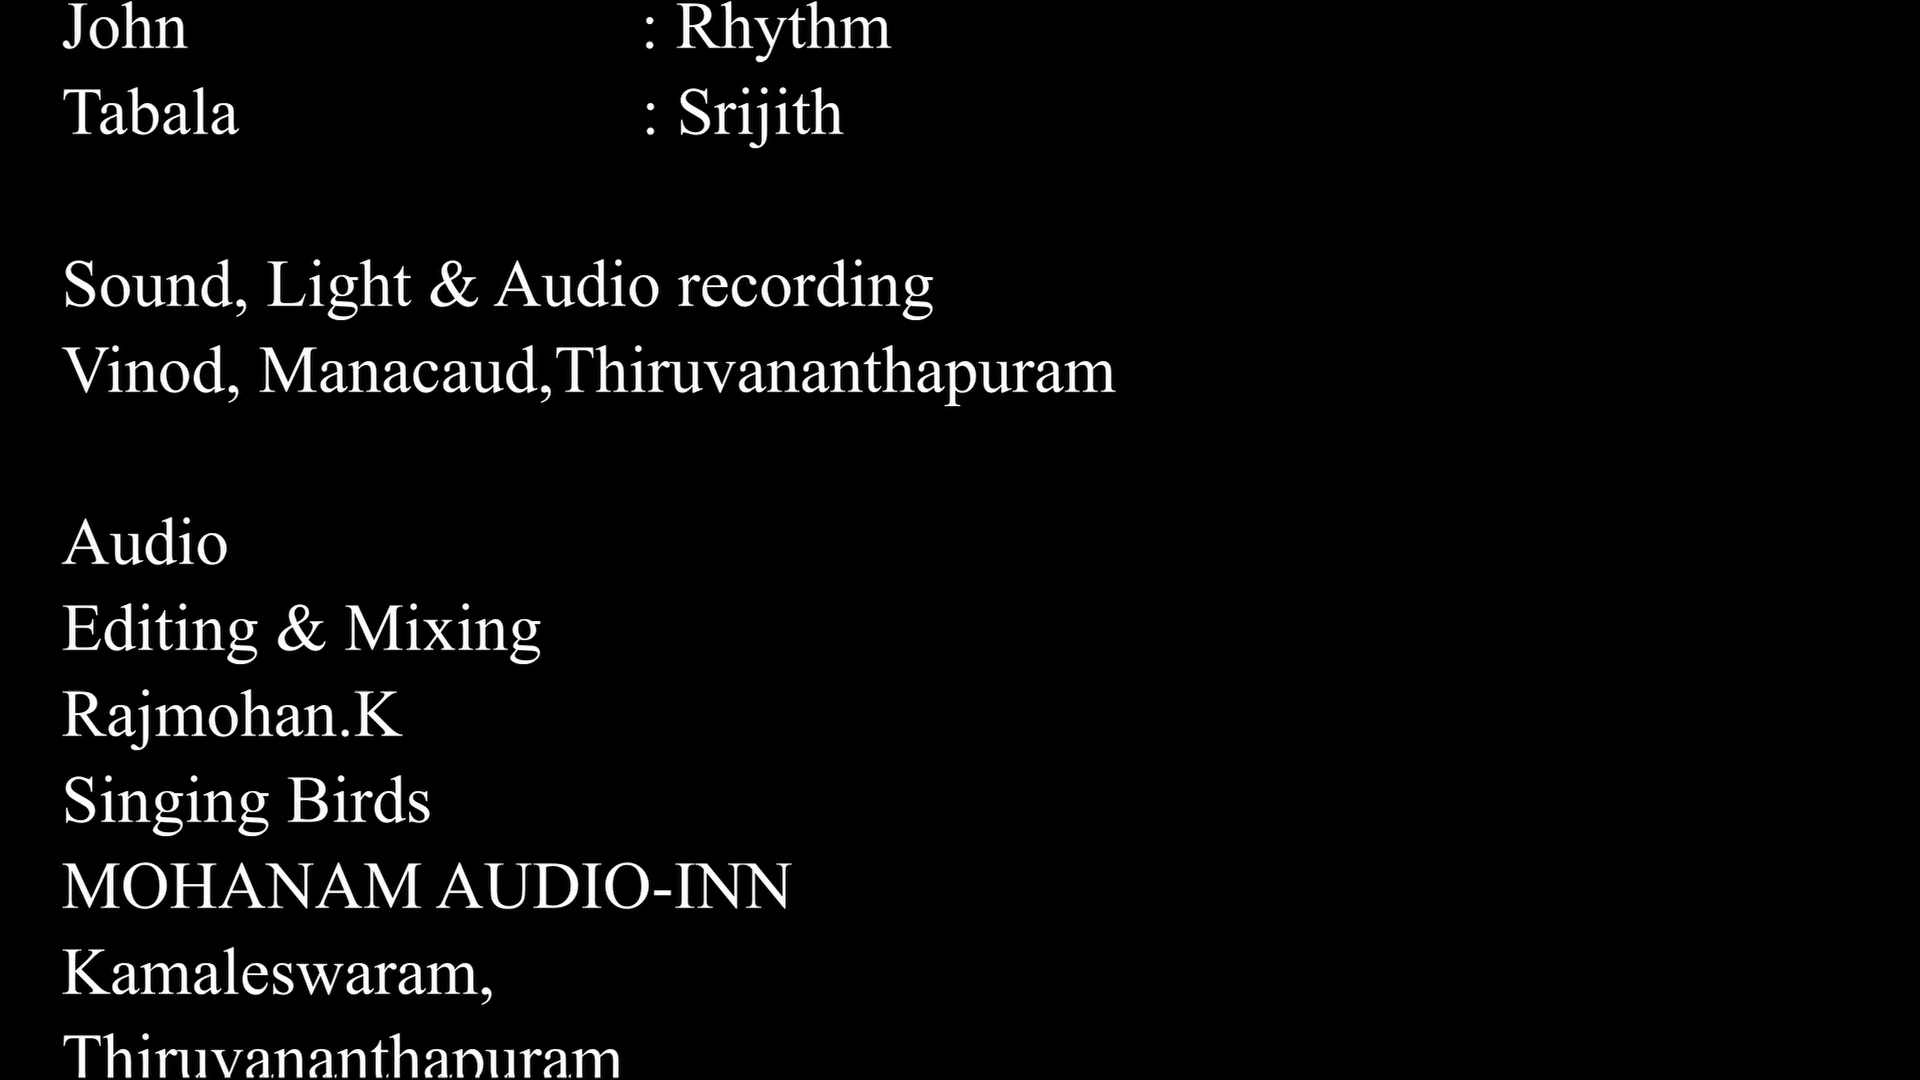 John : Rhythm
Tabala : Srijith
Sound, Light & Audio recording
Vinod, Manacaud,Thiruvananthapuram
Audio
Editing & Mixing
Rajmohan.K
Singing Birds
MOHANAM AUDIO-INN
Kamaleswaram,
Thiruvananthapuram